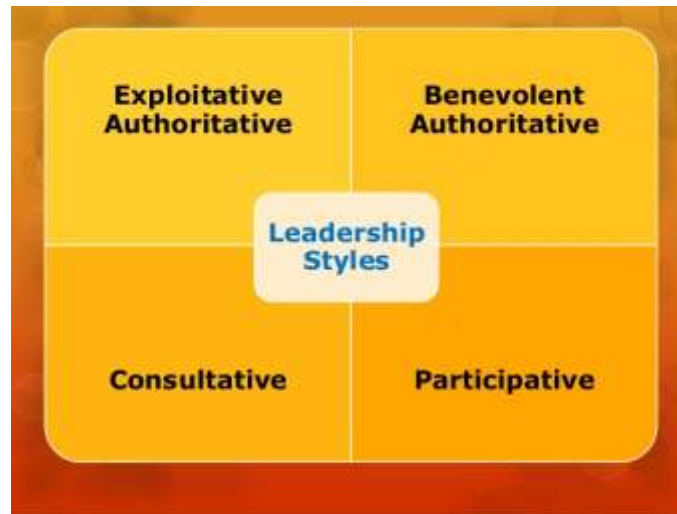 Exploitative
Authoritative
Benevolent
Authoritative
Leadership
Styles
Consultative
Participative